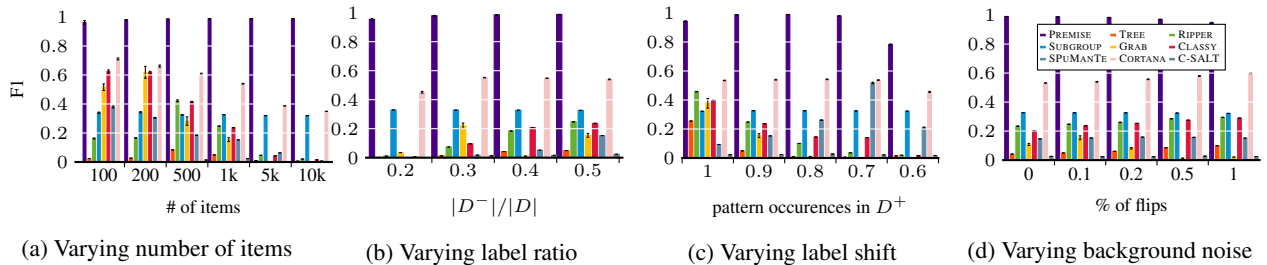 F1
1
0.8
0.6
0.4
0.2
0
100 200 500 1k 5k 10k
# of items
(a) Varying number of items
1
0.8
0.6
0.4
0.2
0
0.2 0.3 0.4 0.5
|D⁻|/|D|
(b) Varying label ratio
1
0.8
0.6
0.4
0.2
0
1 0.9 0.8 0.7 0.6
pattern occurences in D⁺
(c) Varying label shift
1
0.8
0.6
0.4
0.2
0
PREMISE TREE RIPPER
SUBGROUP GRAB CLASSY
SPUMANTE CORTANA C-SALT
0 0.1 0.2 0.5 1
% of flips
(d) Varying background noise